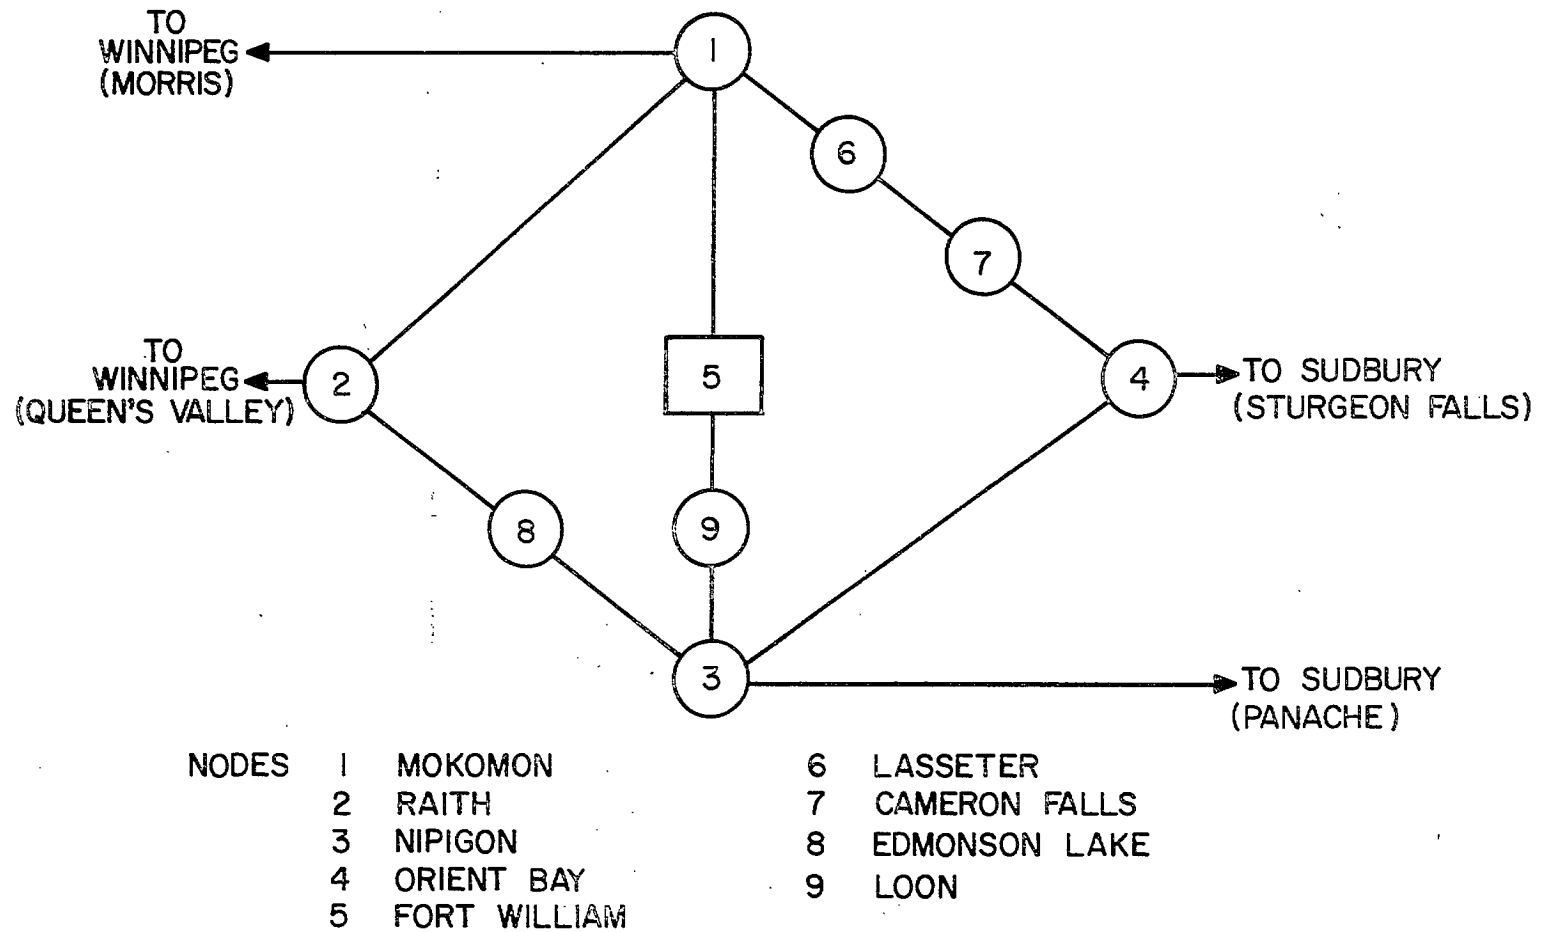 TO
WINNIPEG
(MORRIS)
1
6
7
TO
WINNIPEG
(QUEEN'S VALLEY)
2
5
4
TO SUDBURY
(STURGEON FALLS)
8
9
3
TO SUDBURY
(PANACHE)
NODES 1 MOKOMON 6 LASSETER
2 RAITH 7 CAMERON FALLS
3 NIPIGON 8 EDMONSON LAKE
4 ORIENT BAY 9 LOON
5 FORT WILLIAM